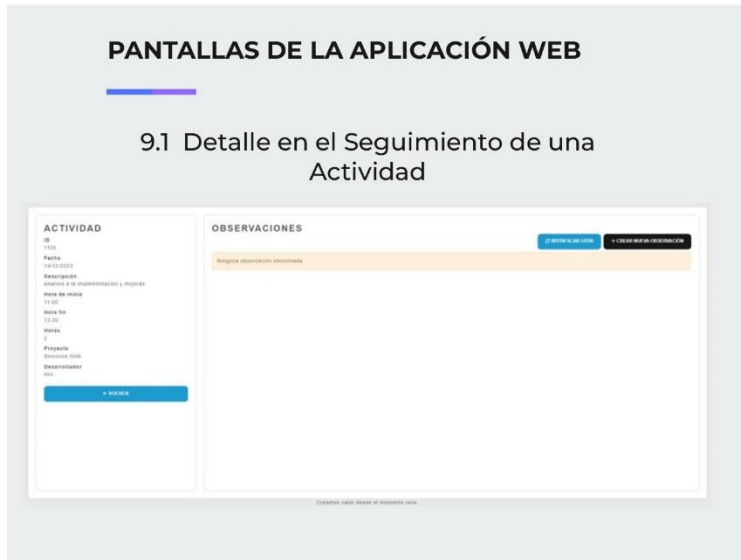 PANTALLAS DE LA APLICACIÓN WEB
9.1 Detalle en el Seguimiento de una
Actividad
ACTIVIDAD
ID
1135
Fecha
14/12/2023
Descripción
Analisis a la implementacion y mejoras
Hora de inicio
11:00
Hora fin
13:00
Horas
2
Proyecto
Servicios Web
Desarrollador
VOLVER
OBSERVACIONES
REFRESCAR LISTA
+ CREAR NUEVA OBSERVACIÓN
Ninguna observación encontrada
Creamos valor desde el momento cero